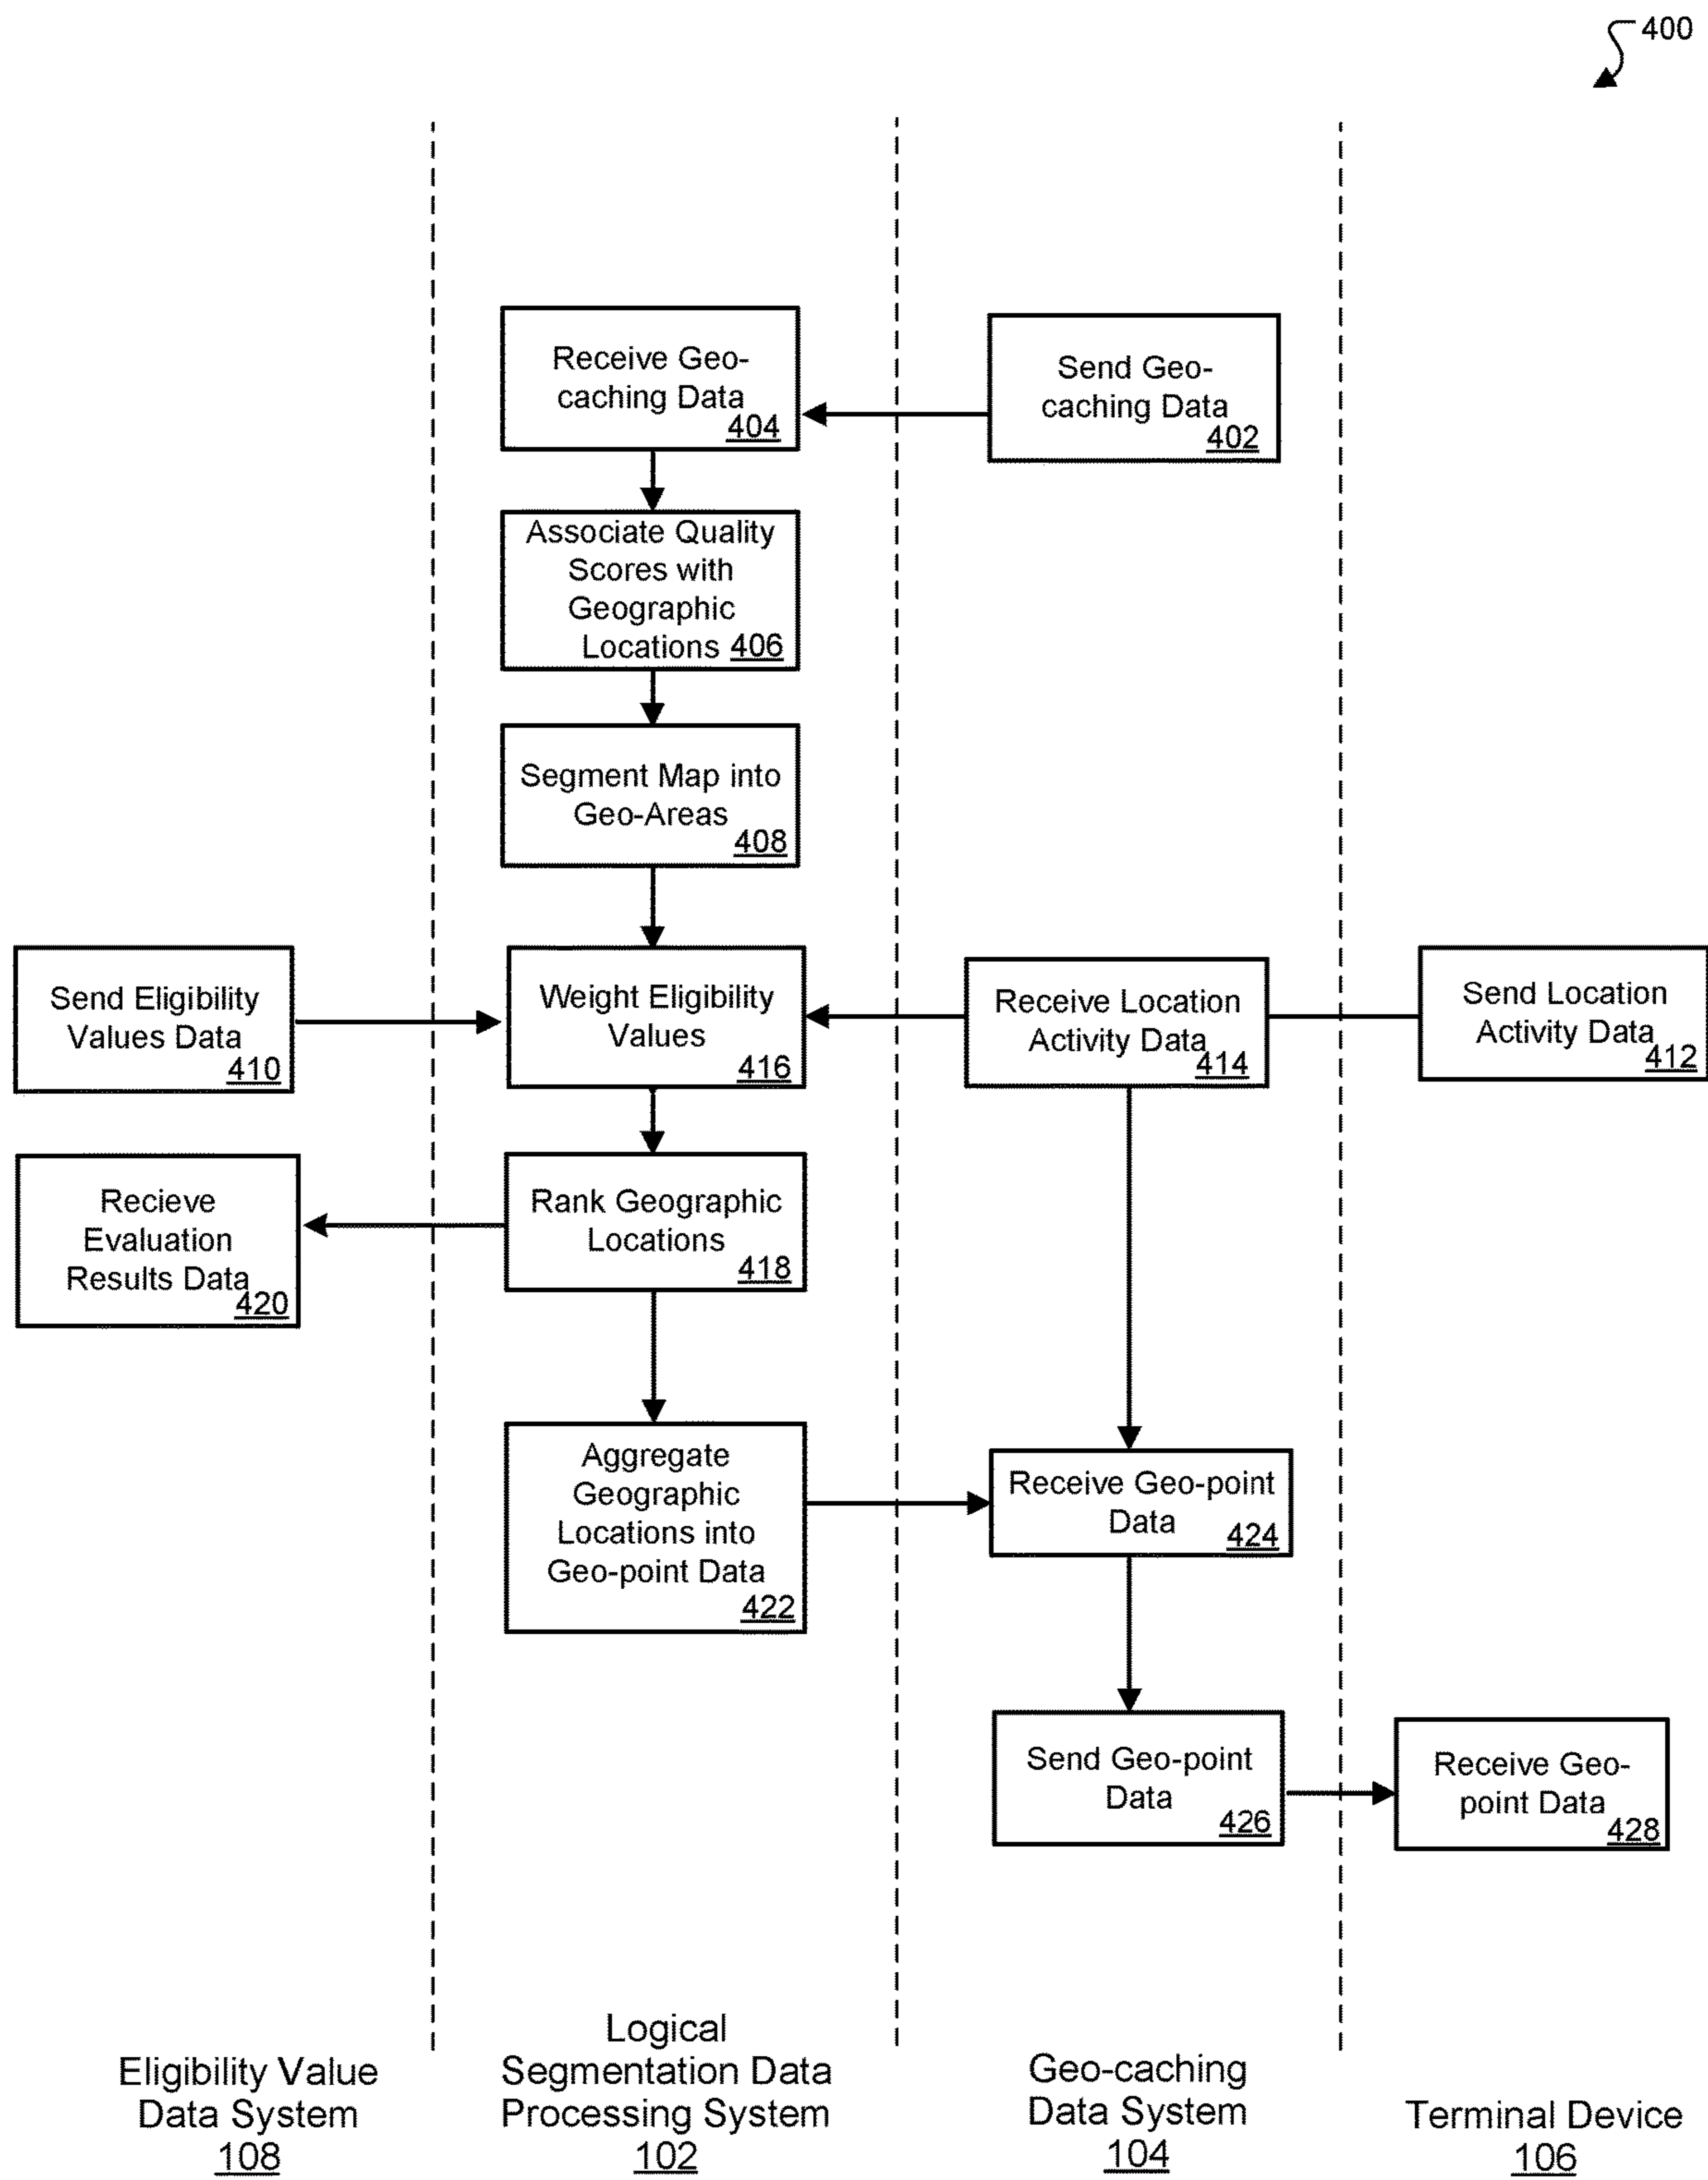 400
Receive Geo-
caching Data
404
Send Geo-
caching Data
402
Associate Quality
Scores with
Geographic
Locations 406
Segment Map into
Geo-Areas
408
Send Eligibility
Values Data
410
Weight Eligibility
Values
416
Receive Location
Activity Data
414
Send Location
Activity Data
412
Recieve
Evaluation
Results Data
420
Rank Geographic
Locations
418
Aggregate
Geographic
Locations into
Geo-point Data
422
Receive Geo-point
Data
424
Send Geo-point
Data
426
Receive Geo-
point Data
428
Eligibility Value
Data System
108
Logical
Segmentation Data
Processing System
102
Geo-caching
Data System
104
Terminal Device
106